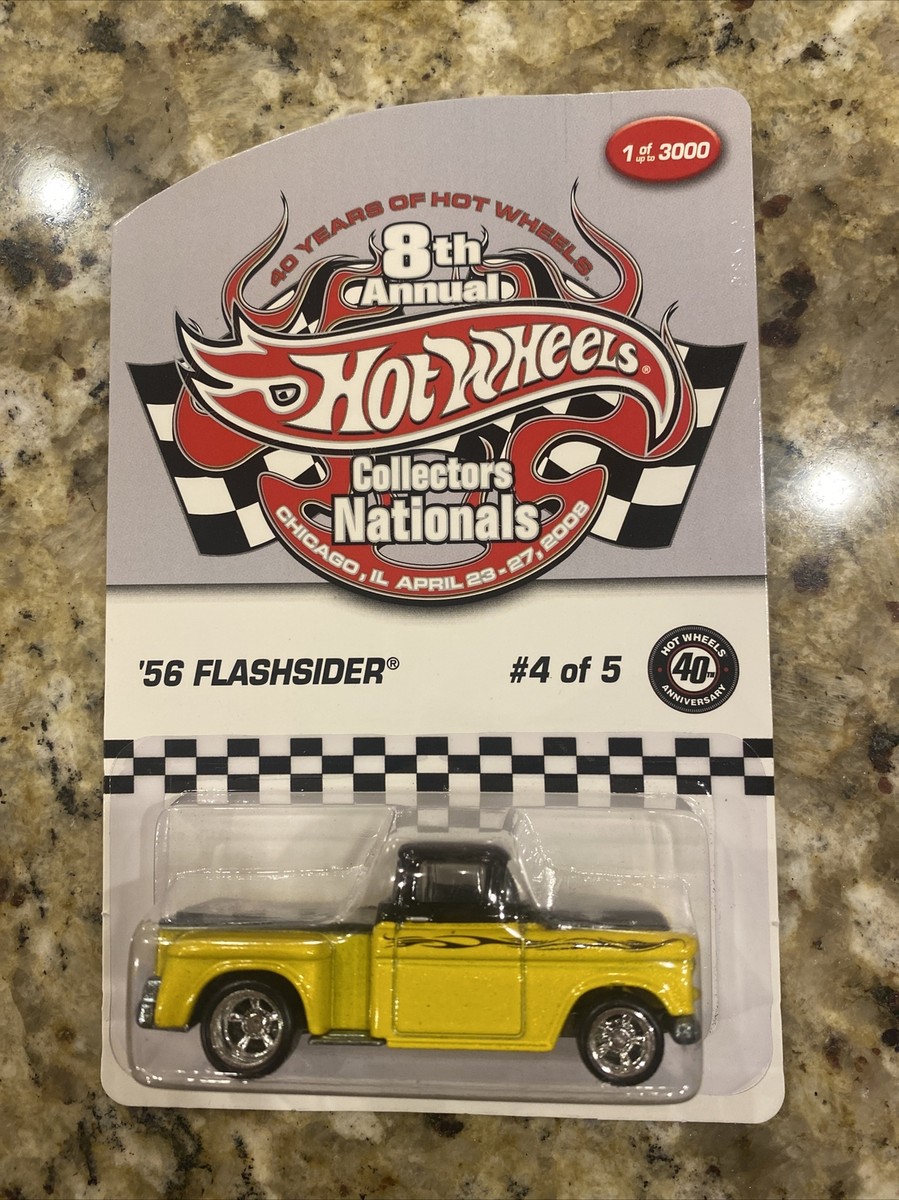 1 of up to 3000
40 YEARS OF HOT WHEELS
8th
Annual
HOT WHEELS®
Collectors
Nationals
CHICAGO, IL APRIL 23 - 27, 2008
'56 FLASHSIDER®
#4 of 5
HOT WHEELS
40TH
ANNIVERSARY